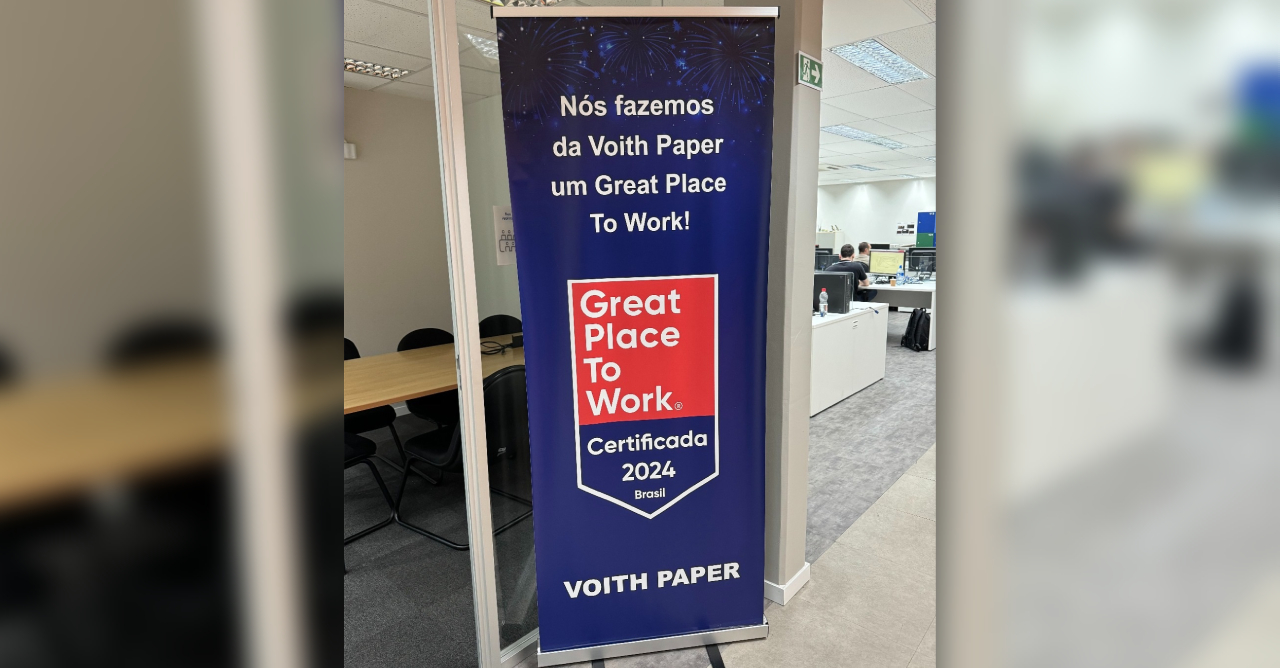 Nós fazemos
da Voith Paper
um Great Place
To Work!
Great
Place
To
Work®
Certificada
2024
Brasil
VOITH PAPER